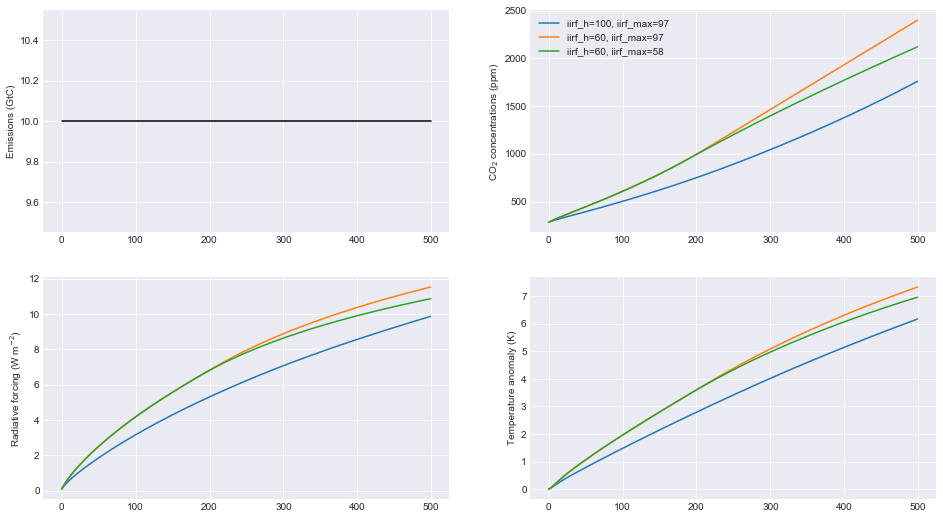 10.4
10.2
10.0
9.8
9.6
Emissions (GtC)
0 100 200 300 400 500
2500
2000
1500
1000
500
CO₂ concentrations (ppm)
iirf_h=100, iirf_max=97
iirf_h=60, iirf_max=97
iirf_h=60, iirf_max=58
0 100 200 300 400 500
12
10
8
6
4
2
0
Radiative forcing (W m⁻²)
0 100 200 300 400 500
7
6
5
4
3
2
1
0
Temperature anomaly (K)
0 100 200 300 400 500